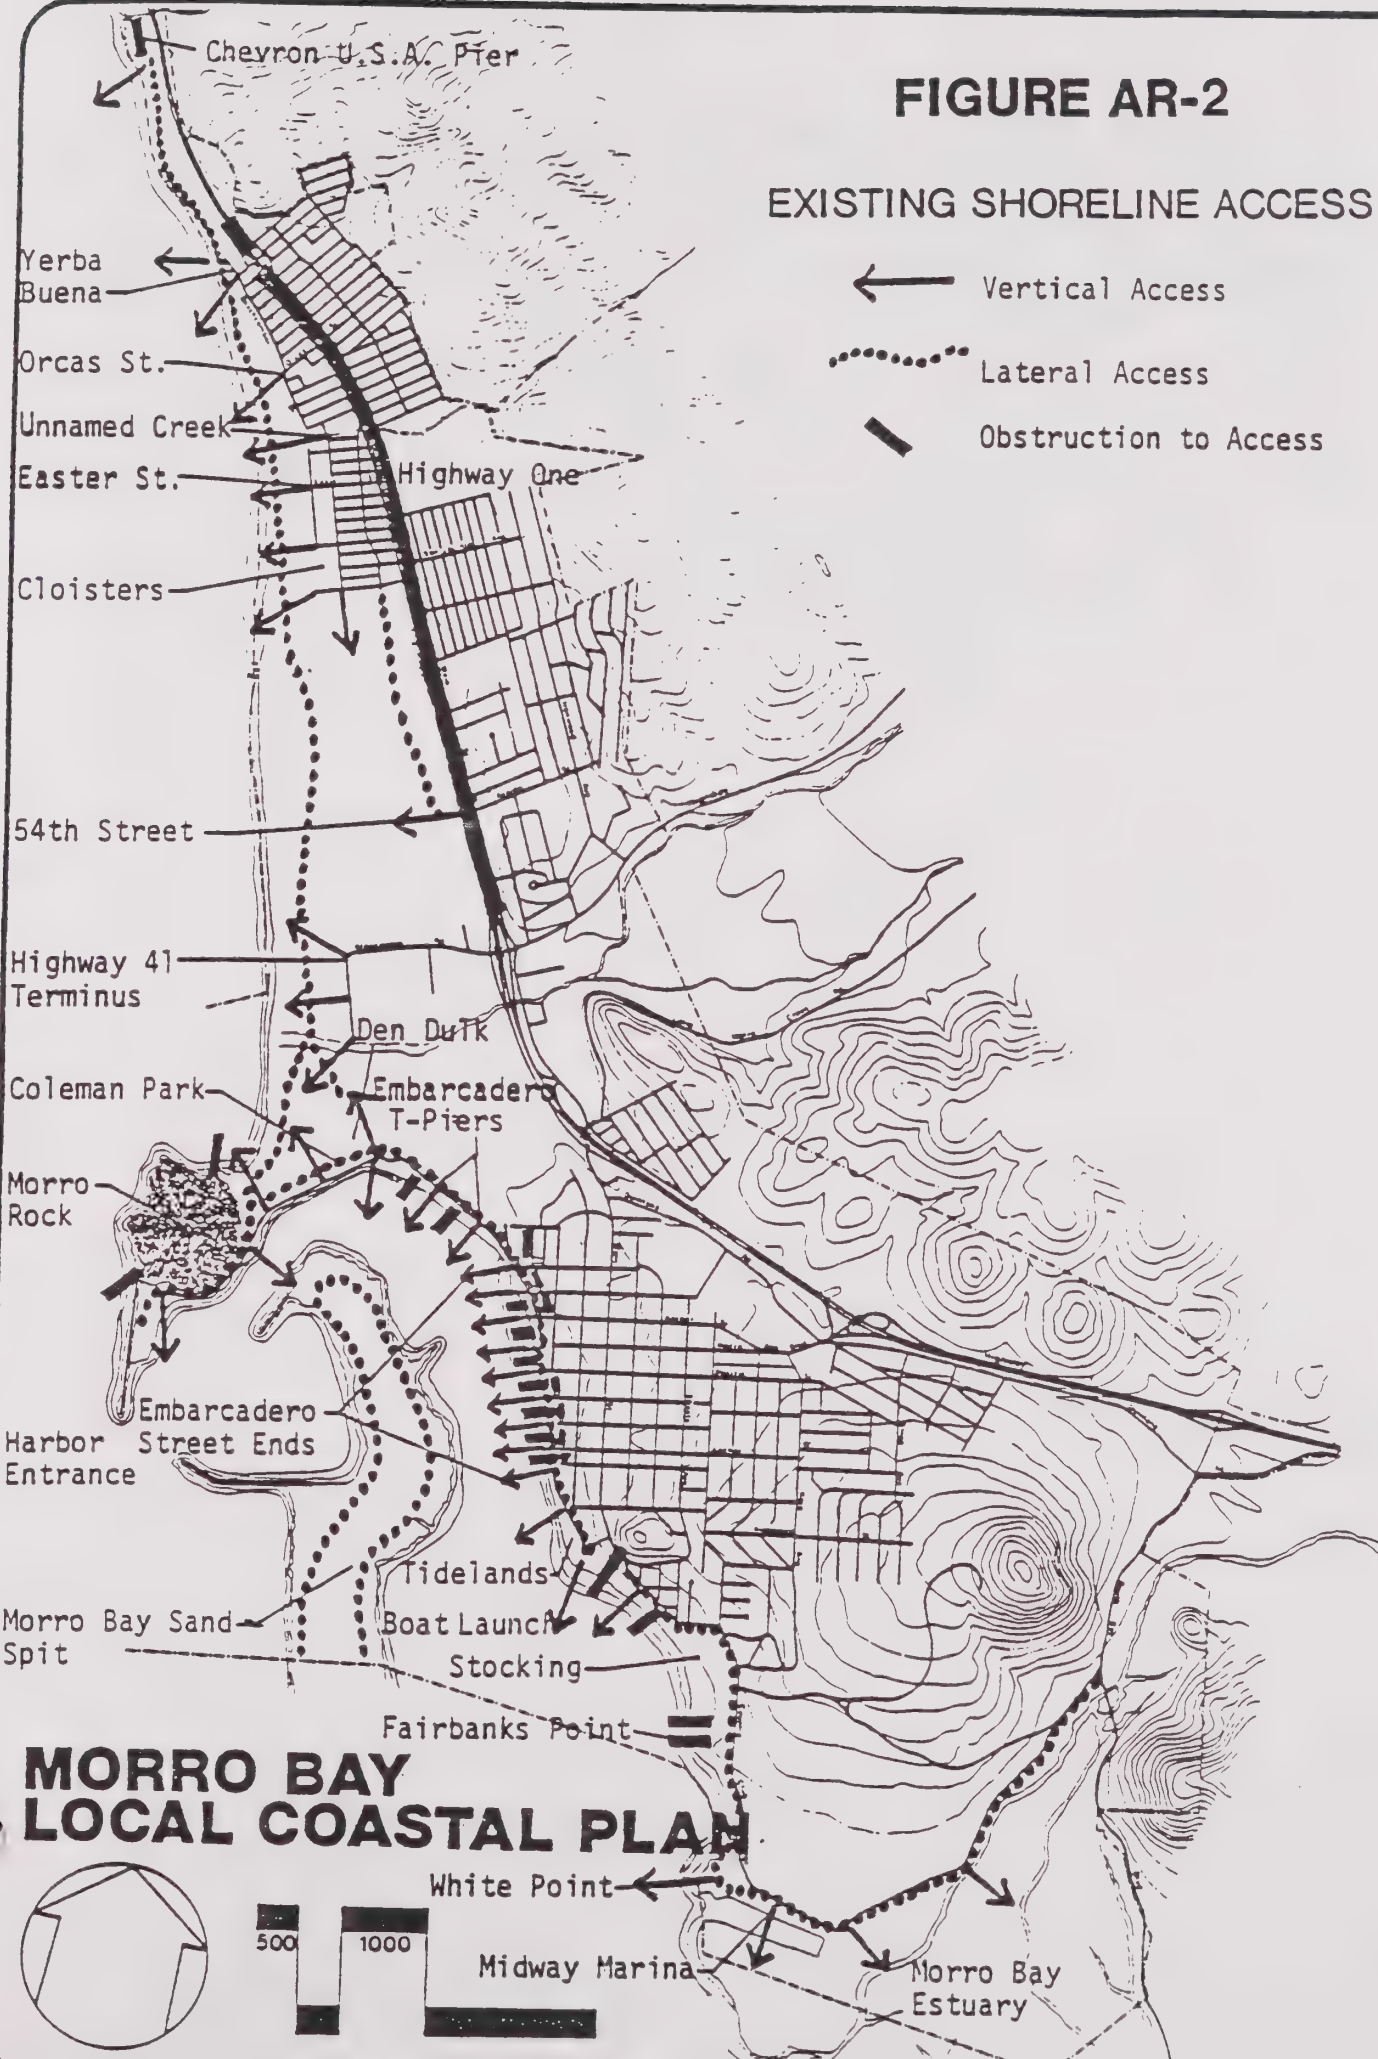 Chevron U.S.A. Pier
FIGURE AR-2
EXISTING SHORELINE ACCESS
Vertical Access
Lateral Access
Obstruction to Access
Yerba
Buena
Orcas St.
Unnamed Creek
Easter St.
Highway One
Cloisters
54th Street
Highway 41
Terminus
Den Dulk
Coleman Park
Embarcadero
T-Piers
Morro
Rock
Embarcadero
Street Ends
Harbor
Entrance
Tidelands
Morro Bay Sand
Spit
Boat Launch
Stocking
Fairbanks Point
MORRO BAY
LOCAL COASTAL PLAN
White Point
500
1000
Midway Marina
Morro Bay
Estuary